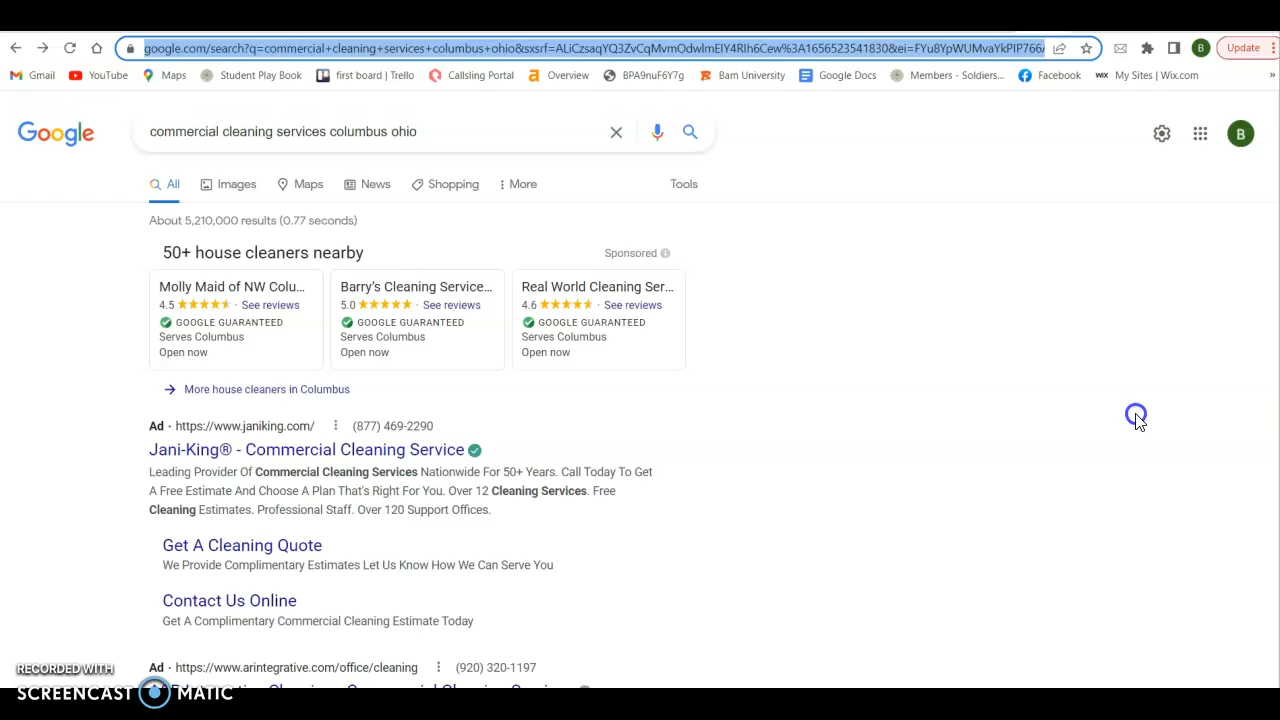 google.com/search?q=commercial+cleaning+services+columbus+ohio&sxsrf=ALiCzsaqYQ3ZvCqMvmOdwlmEIY4RIh6Cew%3A1656523541830&ei=FYu8YpWUMvaYkPIP766
Update
Gmail YouTube Maps Student Play Book first board | Trello Callsling Portal Overview BPA9nuF6Y7g Bam University Google Docs Members - Soldiers... Facebook WIX My Sites | Wix.com »
Google
commercial cleaning services columbus ohio
B
All Images Maps News Shopping More Tools
About 5,210,000 results (0.77 seconds)
50+ house cleaners nearby Sponsored
Molly Maid of NW Colu... Barry's Cleaning Service... Real World Cleaning Ser...
4.5 · See reviews 5.0 · See reviews 4.6 · See reviews
GOOGLE GUARANTEED GOOGLE GUARANTEED GOOGLE GUARANTEED
Serves Columbus Serves Columbus Serves Columbus
Open now Open now Open now
More house cleaners in Columbus
Ad · https://www.janiking.com/ (877) 469-2290
Jani-King® - Commercial Cleaning Service
Leading Provider Of Commercial Cleaning Services Nationwide For 50+ Years. Call Today To Get
A Free Estimate And Choose A Plan That's Right For You. Over 12 Cleaning Services. Free
Cleaning Estimates. Professional Staff. Over 120 Support Offices.
Get A Cleaning Quote
We Provide Complimentary Estimates Let Us Know How We Can Serve You
Contact Us Online
Get A Complimentary Commercial Cleaning Estimate Today
Ad · https://www.arintegrative.com/office/cleaning (920) 320-1197
RECORDED WITH
SCREENCAST MATIC